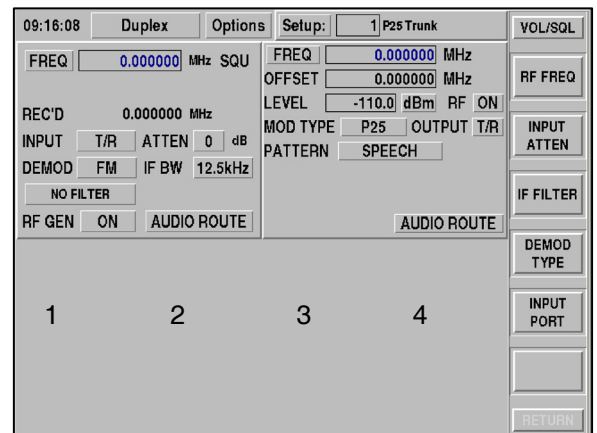 09:16:08 Duplex Options Setup: 1 P25 Trunk
FREQ 0.000000 MHz SQU
REC'D 0.000000 MHz
INPUT T/R ATTEN 0 dB
DEMOD FM IF BW 12.5kHz
NO FILTER
RF GEN ON AUDIO ROUTE
FREQ 0.000000 MHz
OFFSET 0.000000 MHz
LEVEL -110.0 dBm RF ON
MOD TYPE P25 OUTPUT T/R
PATTERN SPEECH
AUDIO ROUTE
1 2 3 4
VOL/SQL
RF FREQ
INPUT
ATTEN
IF FILTER
DEMOD
TYPE
INPUT
PORT
RETURN